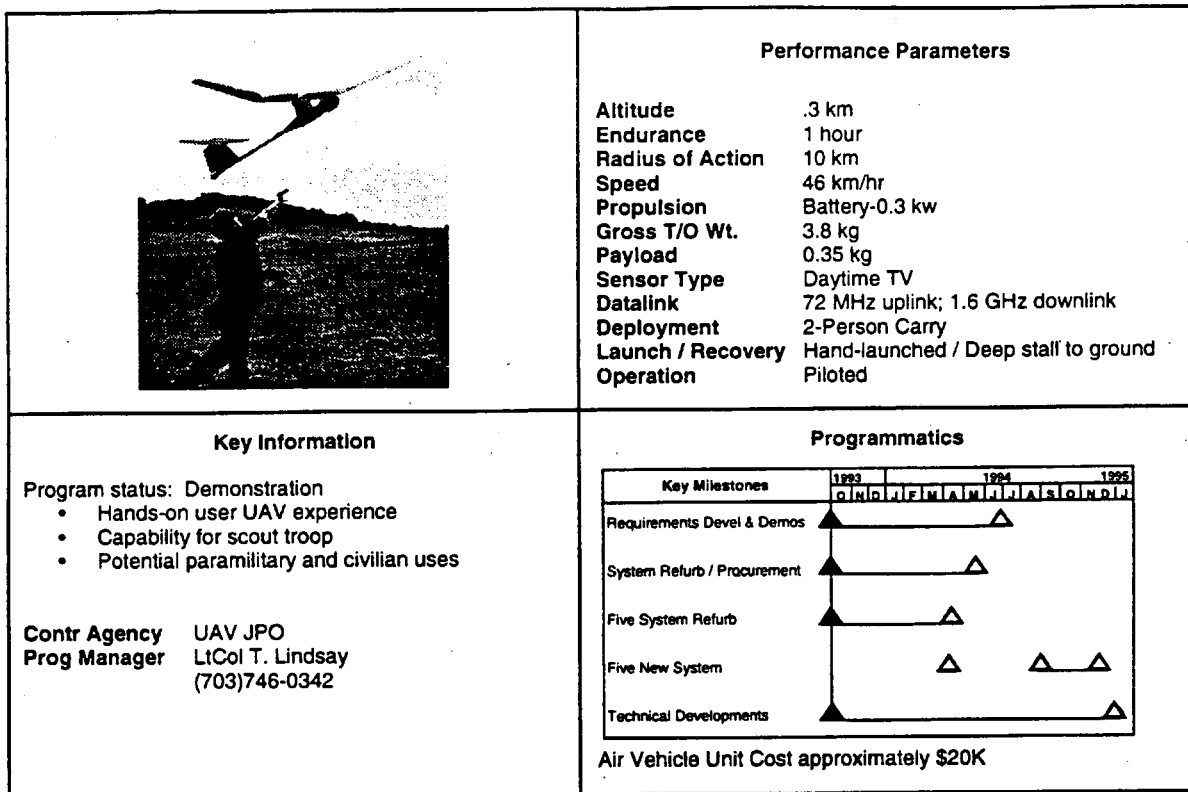 Performance Parameters
Altitude .3 km
Endurance 1 hour
Radius of Action 10 km
Speed 46 km/hr
Propulsion Battery-0.3 kw
Gross T/O Wt. 3.8 kg
Payload 0.35 kg
Sensor Type Daytime TV
Datalink 72 MHz uplink; 1.6 GHz downlink
Deployment 2-Person Carry
Launch / Recovery Hand-launched / Deep stall to ground
Operation Piloted
Key Information
Program status: Demonstration
• Hands-on user UAV experience
• Capability for scout troop
• Potential paramilitary and civilian uses
Contr Agency UAV JPO
Prog Manager LtCol T. Lindsay
(703)746-0342
Programmatics
Key Milestones 1993 1994 1995
O N D J F M A M J J A S O N D J
Requirements Devel & Demos
System Refurb / Procurement
Five System Refurb
Five New System
Technical Developments
Air Vehicle Unit Cost approximately $20K